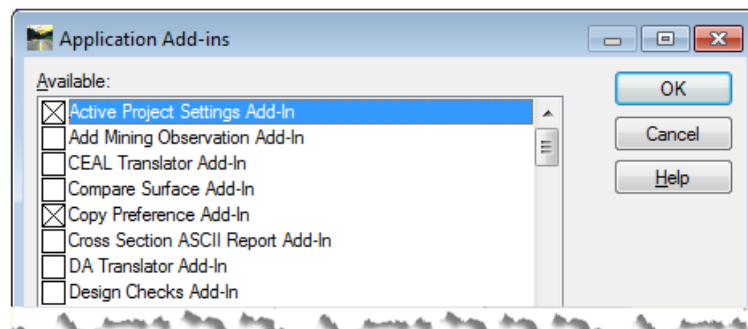 Application Add-ins
Available:
Active Project Settings Add-In
Add Mining Observation Add-In
CEAL Translator Add-In
Compare Surface Add-In
Copy Preference Add-In
Cross Section ASCII Report Add-In
DA Translator Add-In
Design Checks Add-In
OK
Cancel
Help